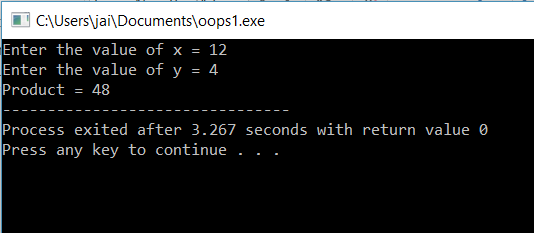 C:\Users\jai\Documents\oops1.exe
Enter the value of x = 12
Enter the value of y = 4
Product = 48
--------------------------------
Process exited after 3.267 seconds with return value 0
Press any key to continue . . .